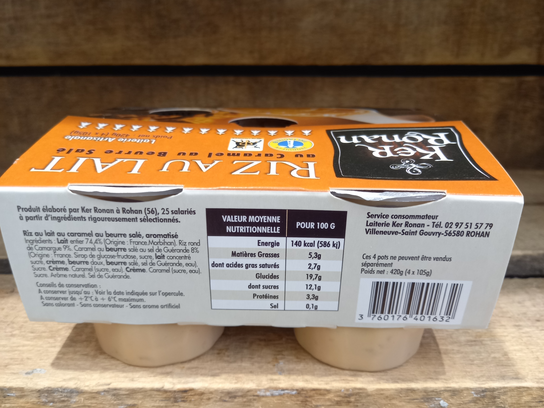 Ker
Ronan
RIZ AU LAIT
au Caramel au Beurre Salé
Laiterie Artisanale
Produit élaboré par Ker Ronan à Rohan (56), 25 salariés
à partir d'ingrédients rigoureusement sélectionnés.
Riz au lait au caramel au beurre salé, aromatisé
Ingrédients : Lait entier 74,4% (Origine : France, Morbihan), Riz rond
de Camargue 9%, Caramel au beurre salé au sel de Guérande 8%
(Origine : France. Sirop de glucose-fructose, sucre, lait concentré
sucré, crème, beurre doux, beurre salé, sel de Guérande, eau),
Sucre, Crème, Caramel (sucre, eau).
Sucre. Arôme naturel. Sel de Guérande.
Conseils de conservation :
A conserver jusqu'au : Voir la date indiquée sur l'opercule.
A conserver de +2°C à +6°C maximum.
Sans colorant - Sans conservateur - Sans arome artificiel
VALEUR MOYENNE NUTRITIONNELLE POUR 100 G
Energie 140 kcal (586 kj)
Matières Grasses 5,3g
dont acides gras saturés 2,7g
Glucides 19,7g
dont sucres 12,1g
Protéines 3,3g
Sel 0,1g
Service consommateur
Laiterie Ker Ronan - Tél. 02 97 51 57 79
Villeneuve-Saint Gouvry-56580 ROHAN
Ces 4 pots ne peuvent être vendus
séparément
Poids net : 420g (4 x 105g)
3 760176 401632